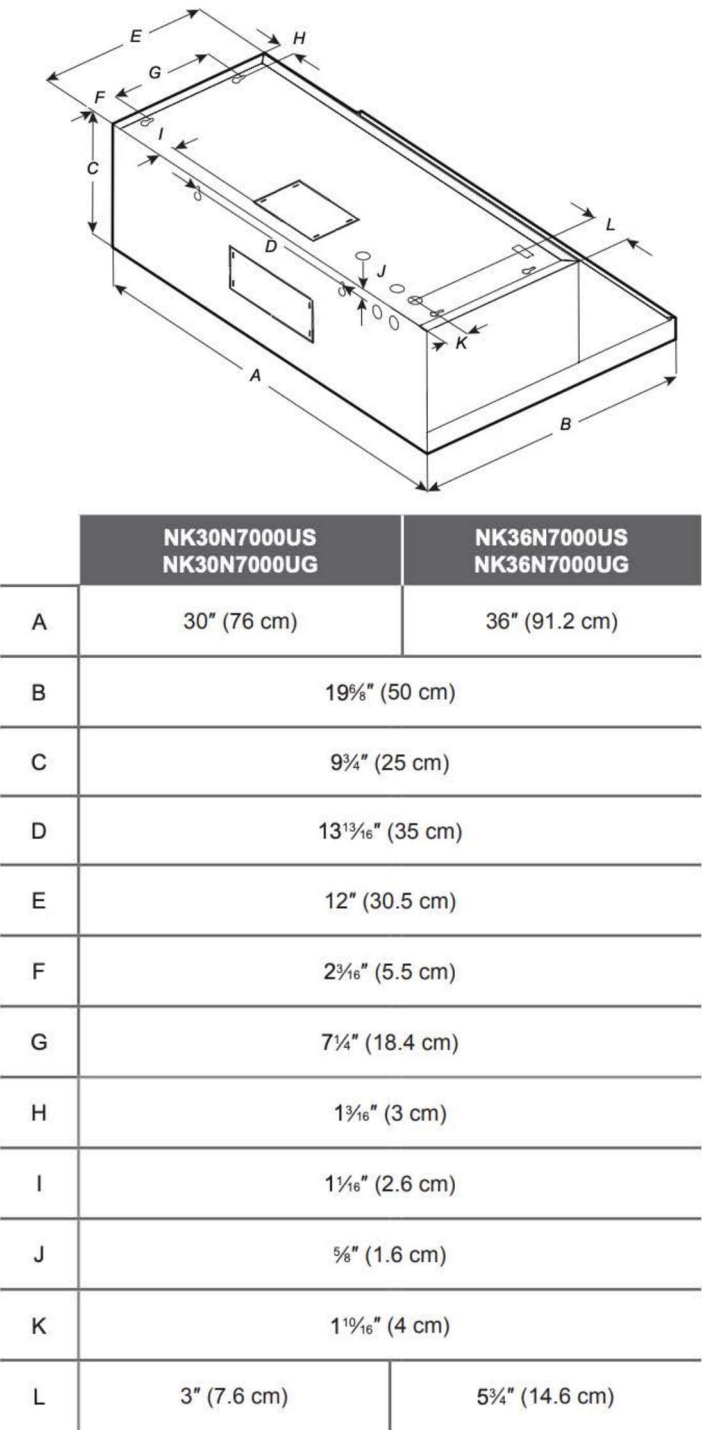 E
H
G
F
I
C
L
D
J
K
A
B
NK30N7000US NK36N7000US
NK30N7000UG NK36N7000UG
A 30" (76 cm) 36" (91.2 cm)
B 19⁶⁄₈" (50 cm)
C 9¾" (25 cm)
D 13¹³⁄₁₆" (35 cm)
E 12" (30.5 cm)
F 2³⁄₁₆" (5.5 cm)
G 7¼" (18.4 cm)
H 1³⁄₁₆" (3 cm)
I 1¹⁄₁₆" (2.6 cm)
J ⅝" (1.6 cm)
K 1¹⁰⁄₁₆" (4 cm)
L 3" (7.6 cm) 5¾" (14.6 cm)